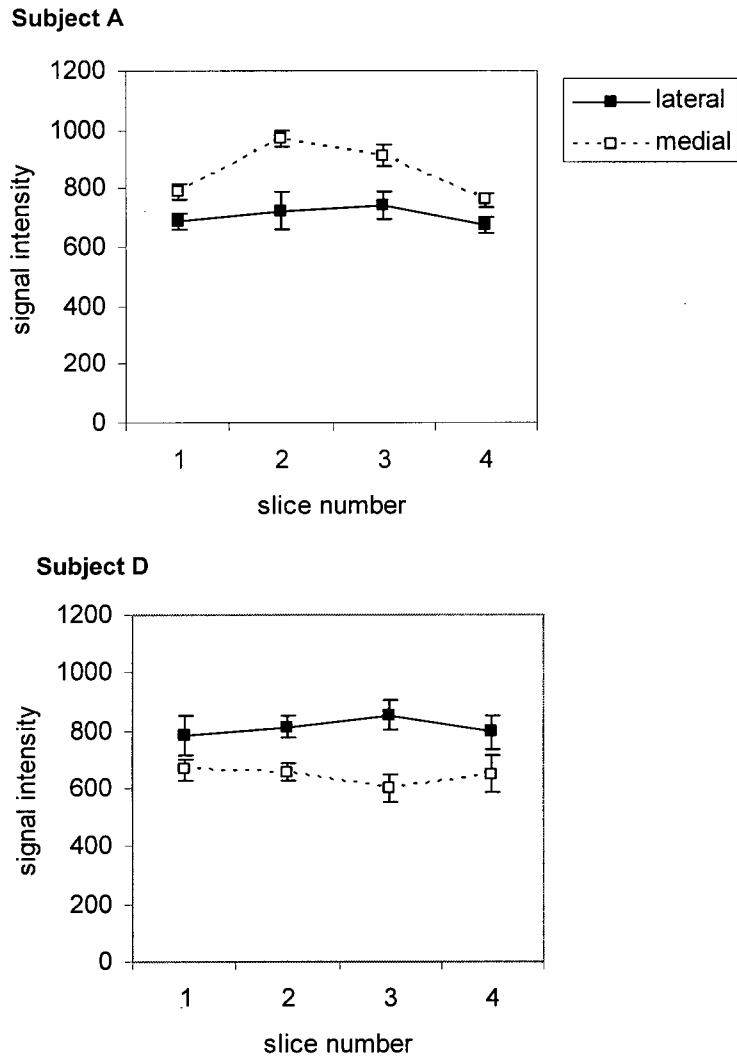 Subject A
1200
1000
800
600
400
200
0
signal intensity
1 2 3 4
slice number
lateral
medial
Subject D
1200
1000
800
600
400
200
0
signal intensity
1 2 3 4
slice number